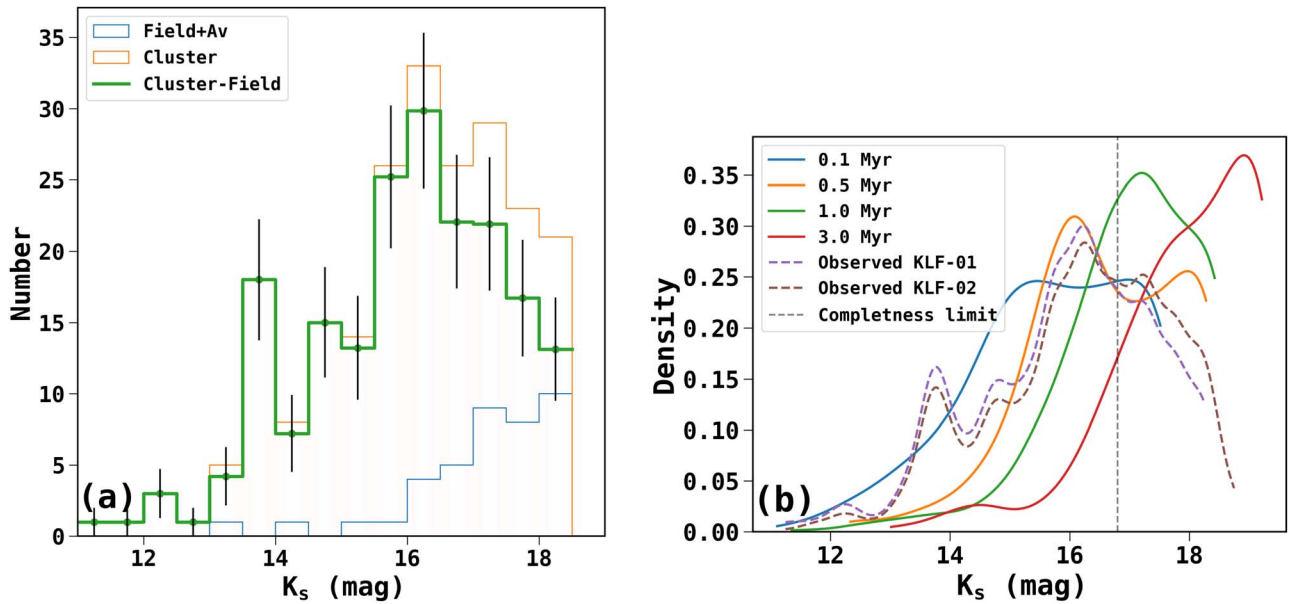 Field+Av
Cluster
Cluster-Field
35
30
25
20
15
10
5
0
Number
(a)
12
14
16
18
Ks (mag)
0.1 Myr
0.5 Myr
1.0 Myr
3.0 Myr
Observed KLF-01
Observed KLF-02
Completness limit
0.35
0.30
0.25
0.20
0.15
0.10
0.05
0.00
Density
(b)
12
14
16
18
Ks (mag)